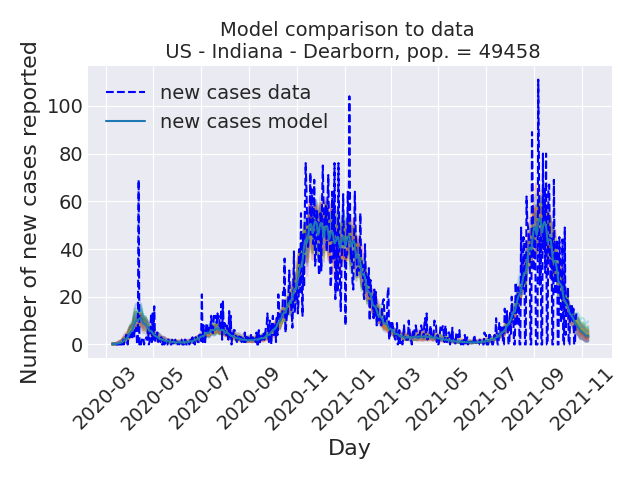 Model comparison to data
US - Indiana - Dearborn, pop. = 49458
new cases data
new cases model
Number of new cases reported
100
80
60
40
20
0
2020-03
2020-05
2020-07
2020-09
2020-11
2021-01
2021-03
2021-05
2021-07
2021-09
2021-11
Day